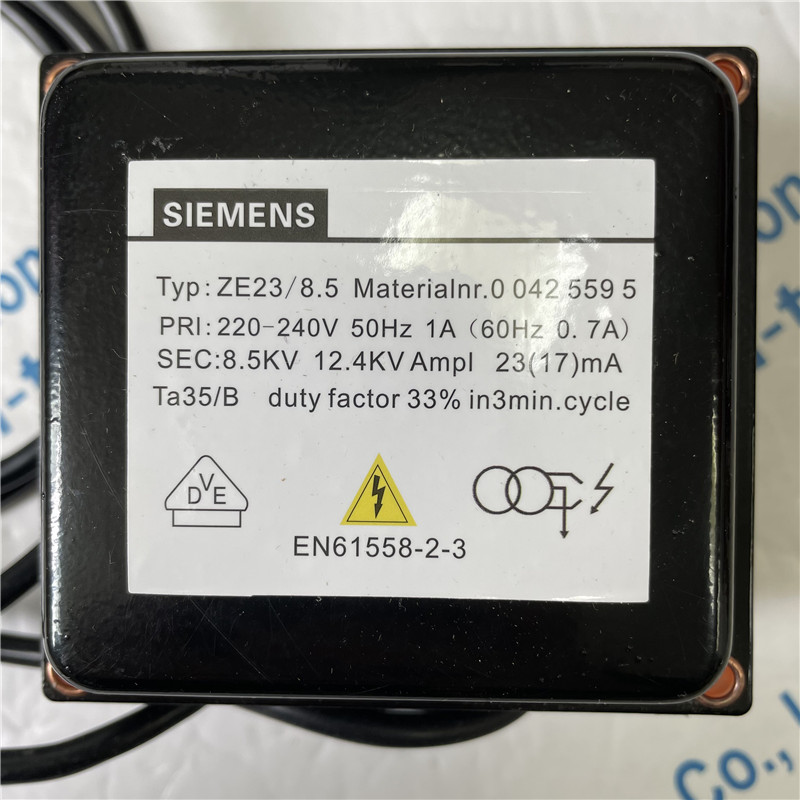 SIEMENS
Typ:ZE23/8.5 Materialnr.0 042 559 5
PRI:220-240V 50Hz 1A (60Hz 0.7A)
SEC:8.5KV 12.4KV Ampl 23(17)mA
Ta35/B duty factor 33% in3min.cycle
DVE
EN61558-2-3
Co.,